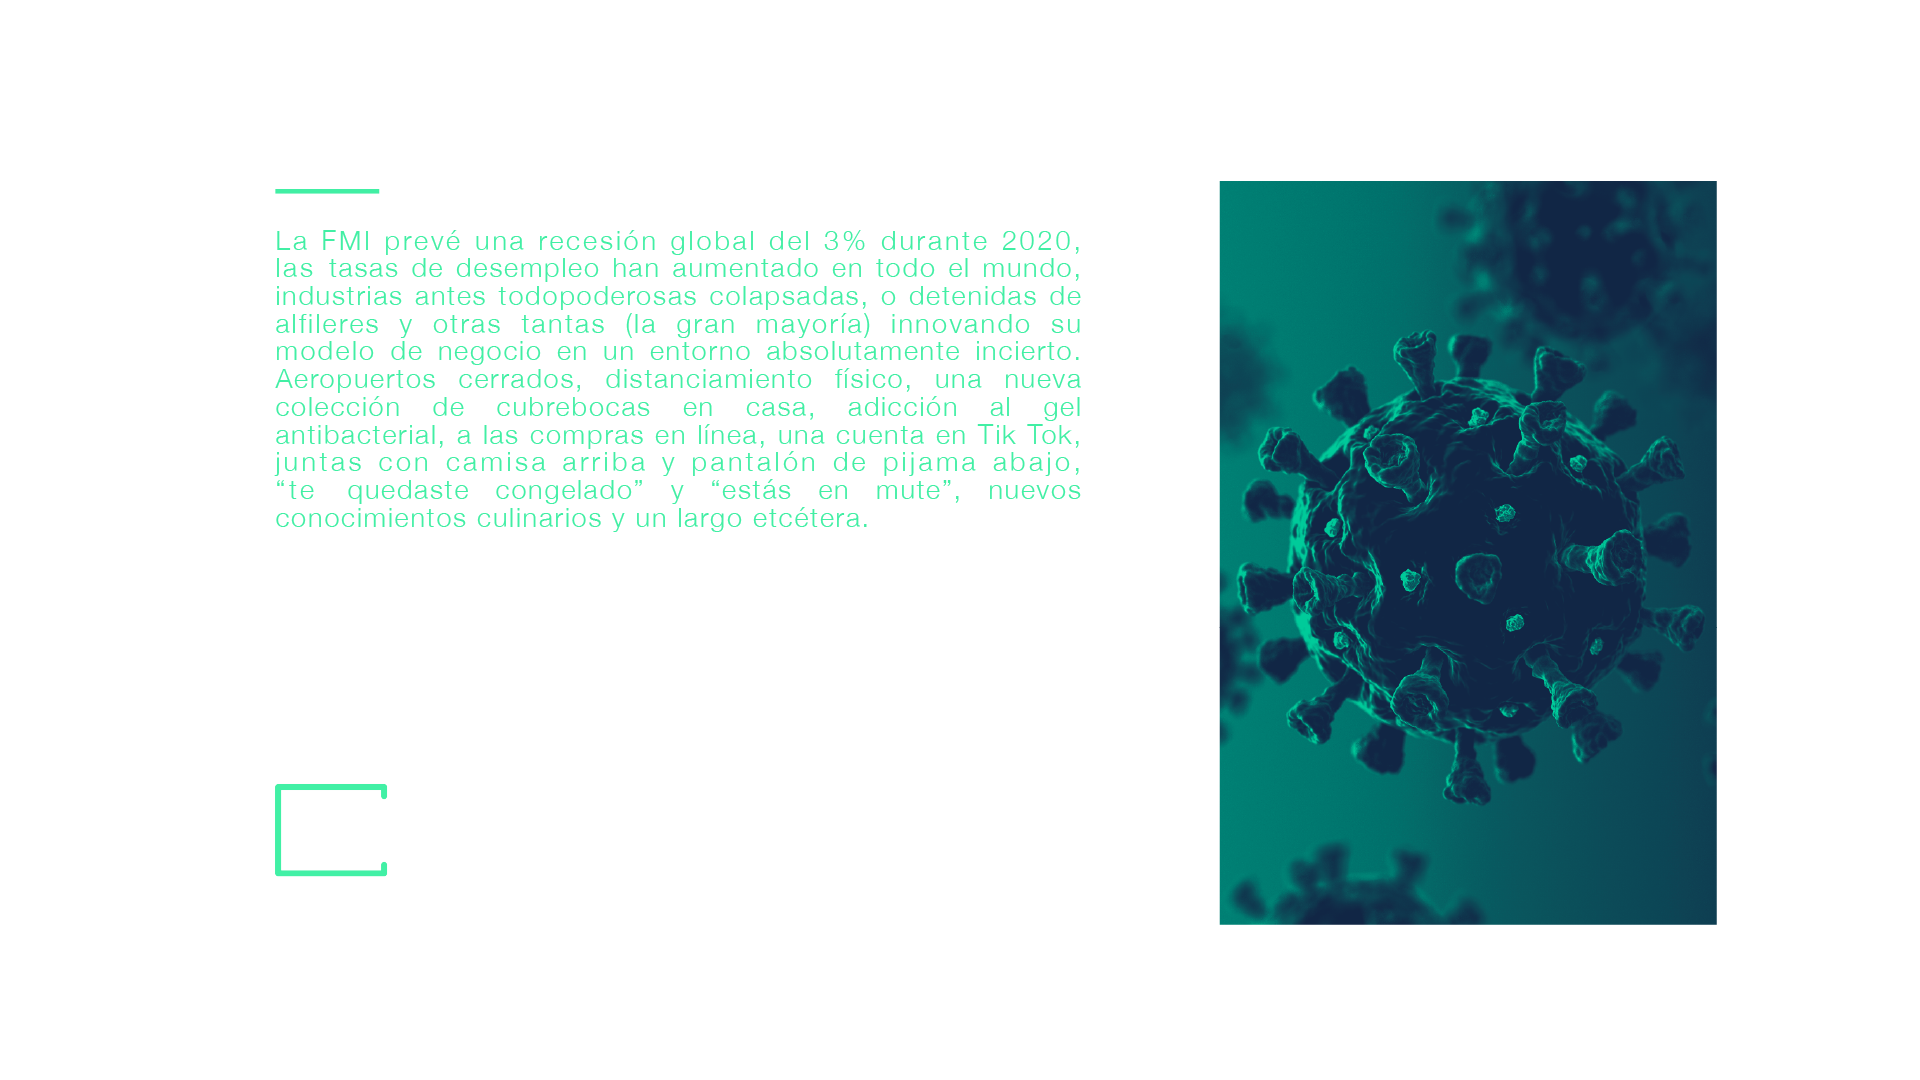 La FMI prevé una recesión global del 3% durante 2020,
las tasas de desempleo han aumentado en todo el mundo,
industrias antes todopoderosas colapsadas, o detenidas de
alfileres y otras tantas (la gran mayoría) innovando su
modelo de negocio en un entorno absolutamente incierto.
Aeropuertos cerrados, distanciamiento físico, una nueva
colección de cubrebocas en casa, adicción al gel
antibacterial, a las compras en línea, una cuenta en Tik Tok,
juntas con camisa arriba y pantalón de pijama abajo,
“te quedaste congelado” y “estás en mute”, nuevos
conocimientos culinarios y un largo etcétera.